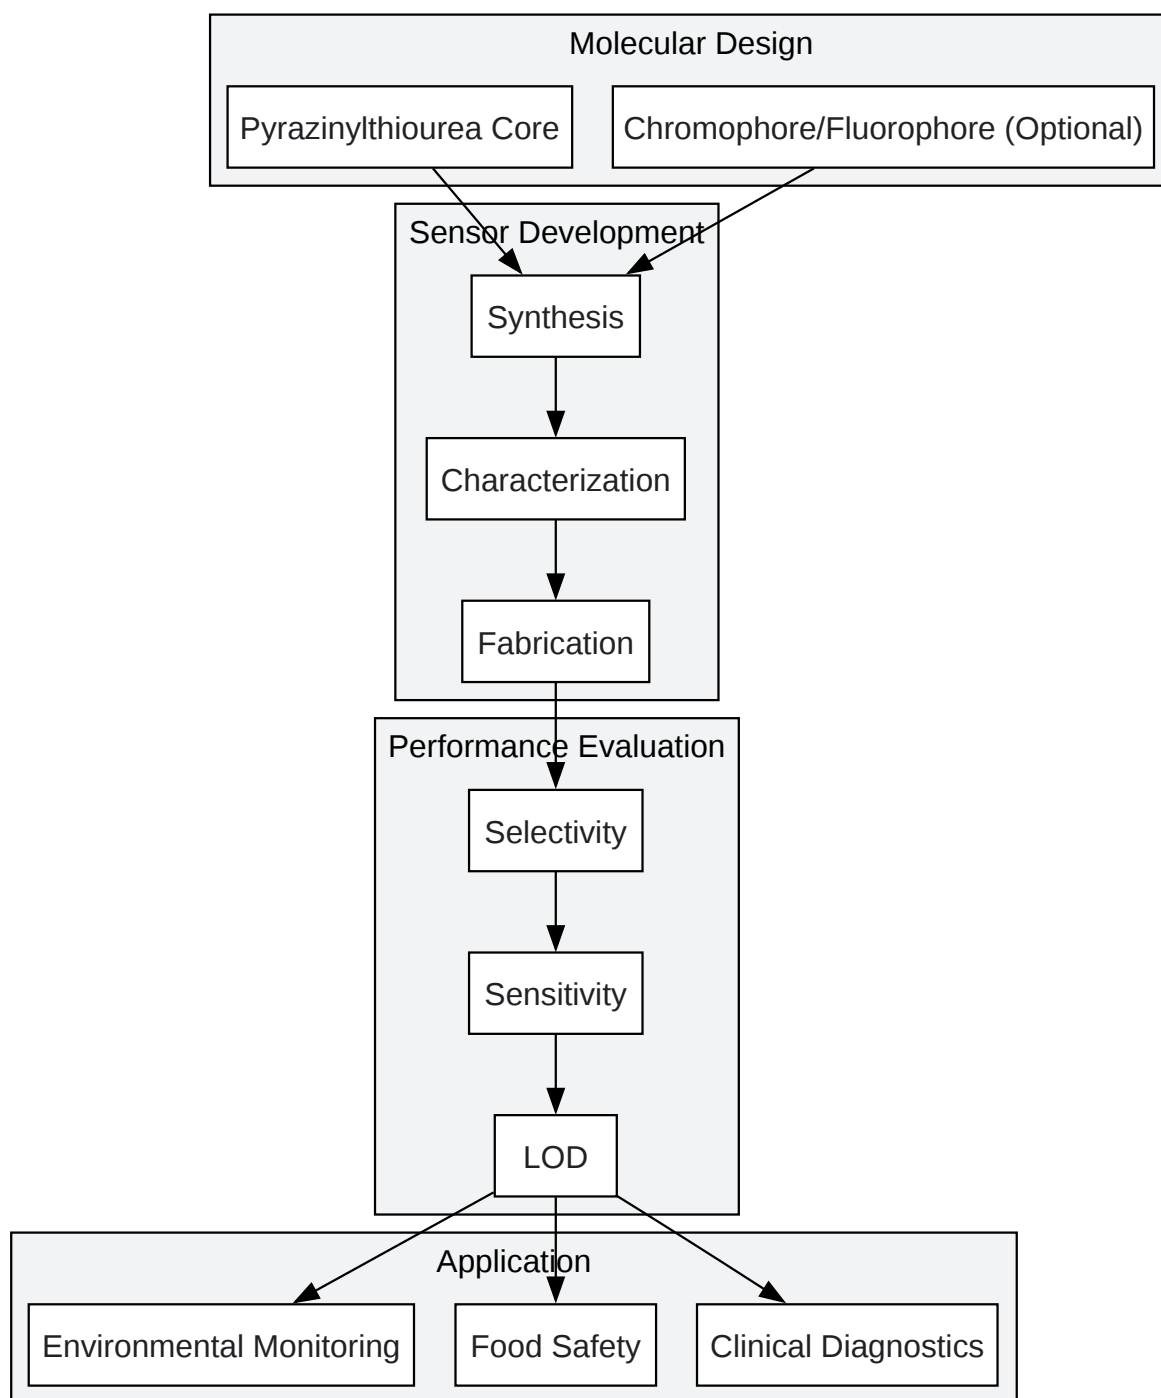 Molecular Design
Pyrazinylthiourea Core
Chromophore/Fluorophore (Optional)
Sensor Development
Synthesis
Characterization
Fabrication
Performance Evaluation
Selectivity
Sensitivity
LOD
Application
Environmental Monitoring
Food Safety
Clinical Diagnostics